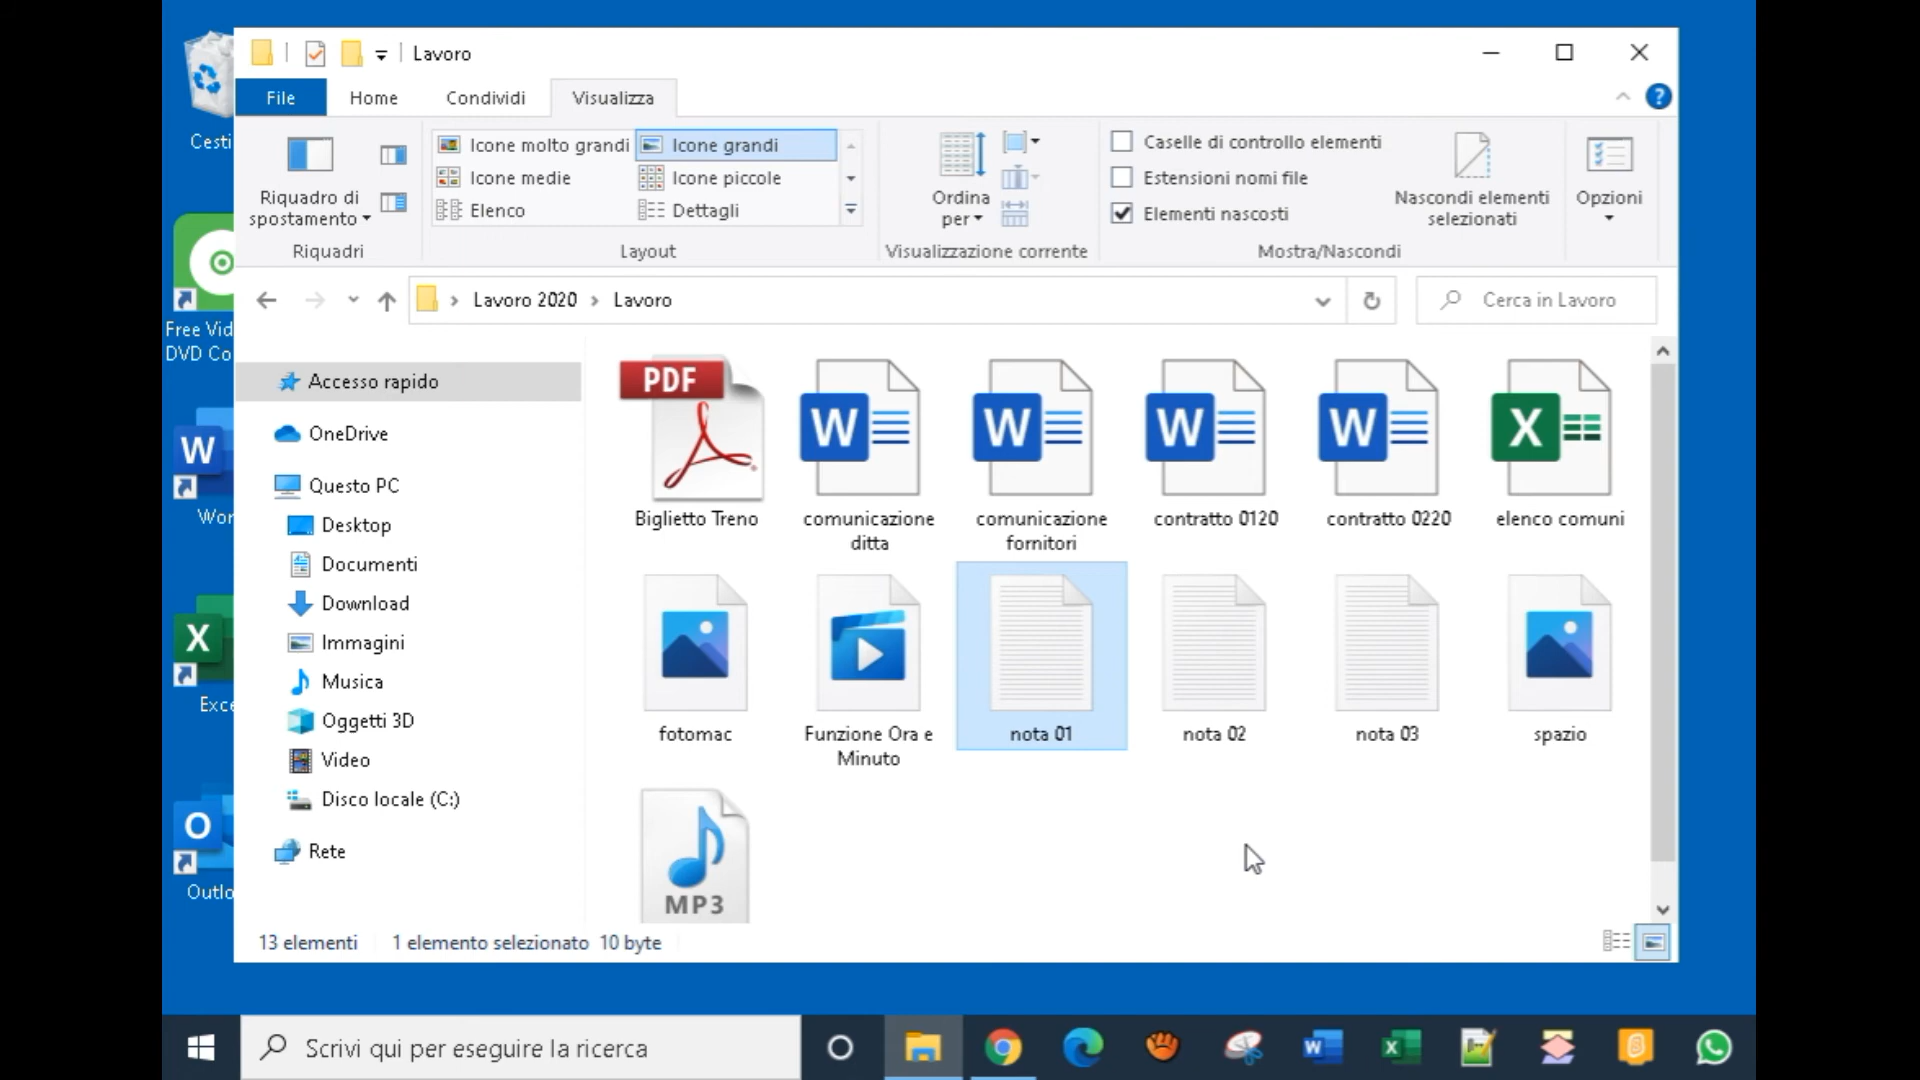 Lavoro
File Home Condividi Visualizza
Riquadro di
spostamento
Riquadri
Icone molto grandi Icone grandi
Icone medie Icone piccole
Elenco Dettagli
Layout
Ordina
per
Visualizzazione corrente
Caselle di controllo elementi
Estensioni nomi file
Elementi nascosti
Nascondi elementi
selezionati
Mostra/Nascondi
Opzioni
Lavoro 2020 Lavoro
Cerca in Lavoro
Cesti
Free Vid
DVD Co
Wor
Exce
Outlo
Accesso rapido
OneDrive
Questo PC
Desktop
Documenti
Download
Immagini
Musica
Oggetti 3D
Video
Disco locale (C:)
Rete
PDF
Biglietto Treno
comunicazione
ditta
comunicazione
fornitori
contratto 0120
contratto 0220
elenco comuni
fotomac
Funzione Ora e
Minuto
nota 01
nota 02
nota 03
spazio
MP3
13 elementi 1 elemento selezionato 10 byte
Scrivi qui per eseguire la ricerca